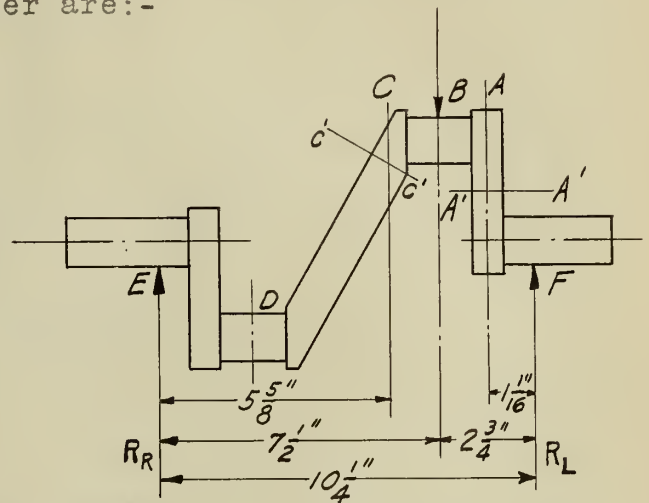 er are:-
C
B
A
c'
c'
A'
A'
E
D
F
5 5/8"
1 1/16"
7 1/2"
2 3/4"
R_R
R_L
10 1/4"